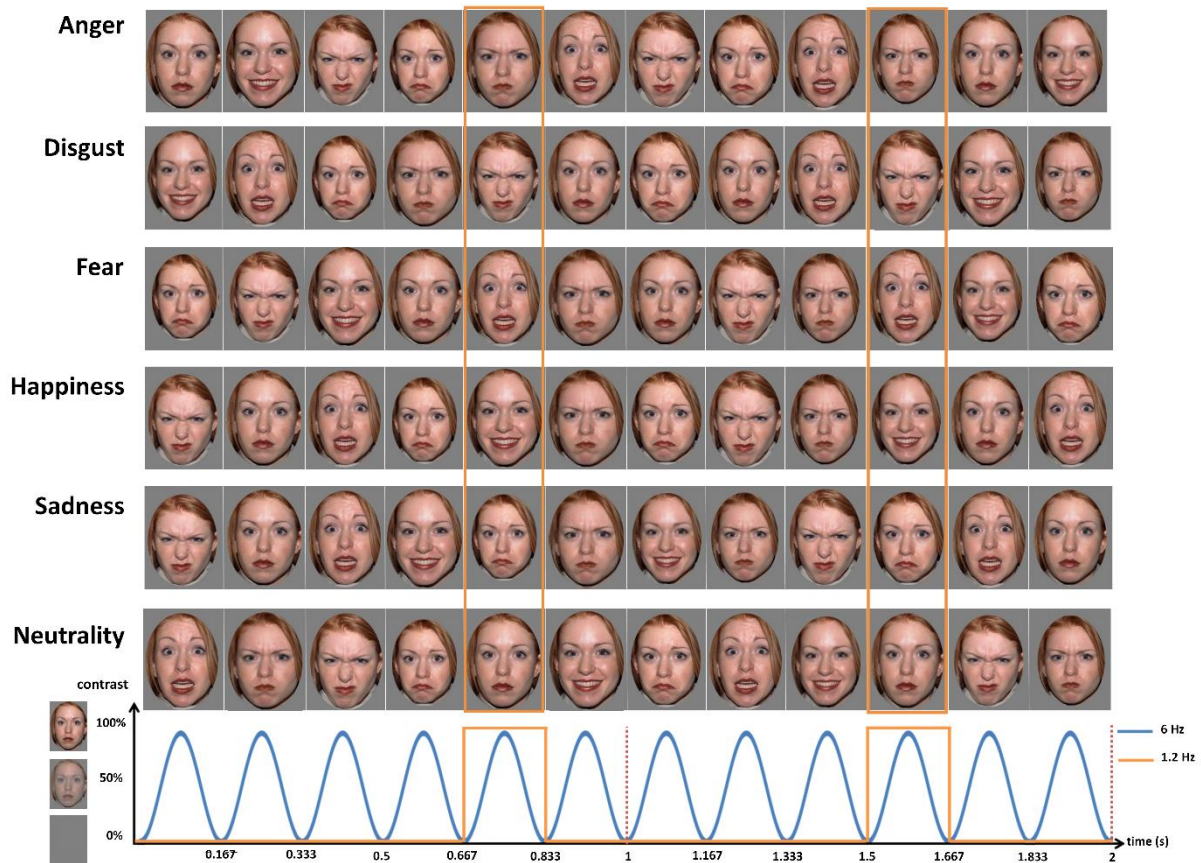 Anger
Disgust
Fear
Happiness
Sadness
Neutrality
contrast
100%
50%
0%
6 Hz
1.2 Hz
0.167 0.333 0.5 0.667 0.833 1 1.167 1.333 1.5 1.667 1.833 2
time (s)